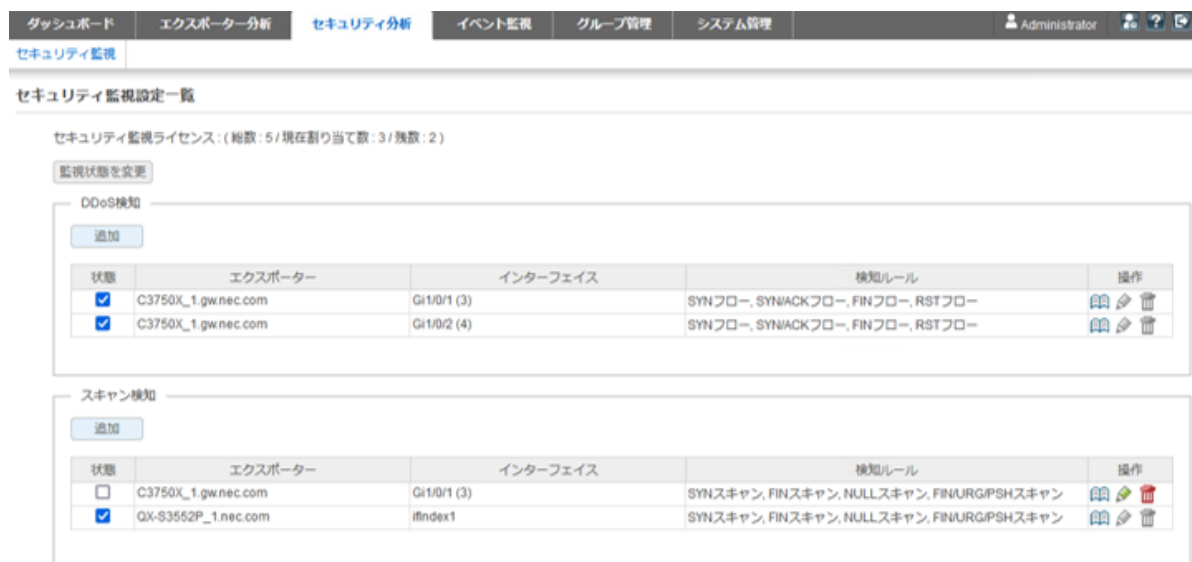 ダッシュボード エクスポーター分析 セキュリティ分析 イベント監視 グループ管理 システム管理 Administrator ?
セキュリティ監視
セキュリティ監視設定一覧
セキュリティ監視ライセンス : ( 総数 : 5 / 現在割り当て数 : 3 / 残数 : 2 )
監視状態を変更
DDoS検知
追加
状態 エクスポーター インターフェイス 検知ルール 操作
C3750X_1.gw.nec.com Gi1/0/1 (3) SYNフロー, SYN/ACKフロー, FINフロー, RSTフロー
C3750X_1.gw.nec.com Gi1/0/2 (4) SYNフロー, SYN/ACKフロー, FINフロー, RSTフロー
スキャン検知
追加
状態 エクスポーター インターフェイス 検知ルール 操作
C3750X_1.gw.nec.com Gi1/0/1 (3) SYNスキャン, FINスキャン, NULLスキャン, FIN/URG/PSHスキャン
QX-S3552P_1.nec.com ifIndex1 SYNスキャン, FINスキャン, NULLスキャン, FIN/URG/PSHスキャン